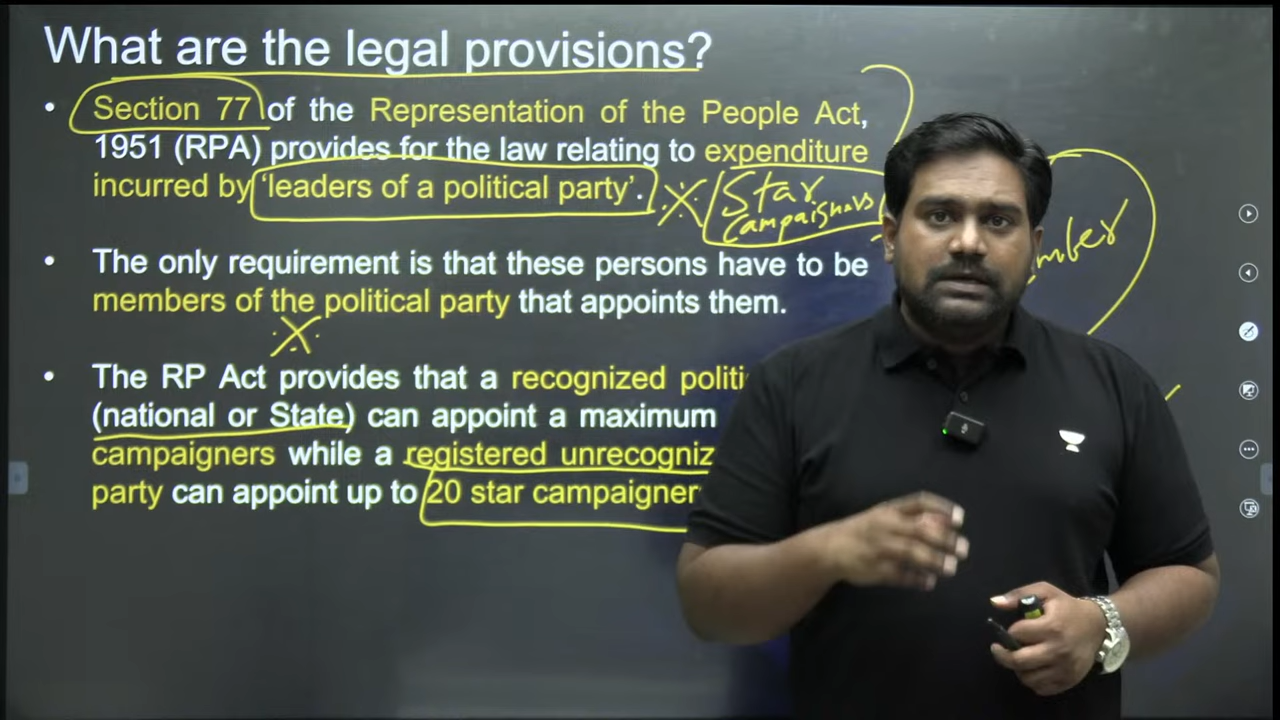 What are the legal provisions?
• Section 77 of the Representation of the People Act,
1951 (RPA) provides for the law relating to expenditure
incurred by 'leaders of a political party'. Star
Campaigners
• The only requirement is that these persons have to be
members of the political party that appoints them.
• The RP Act provides that a recognized
(national or State) can appoint a maximum
campaigners while a registered
party can appoint up to 20 star